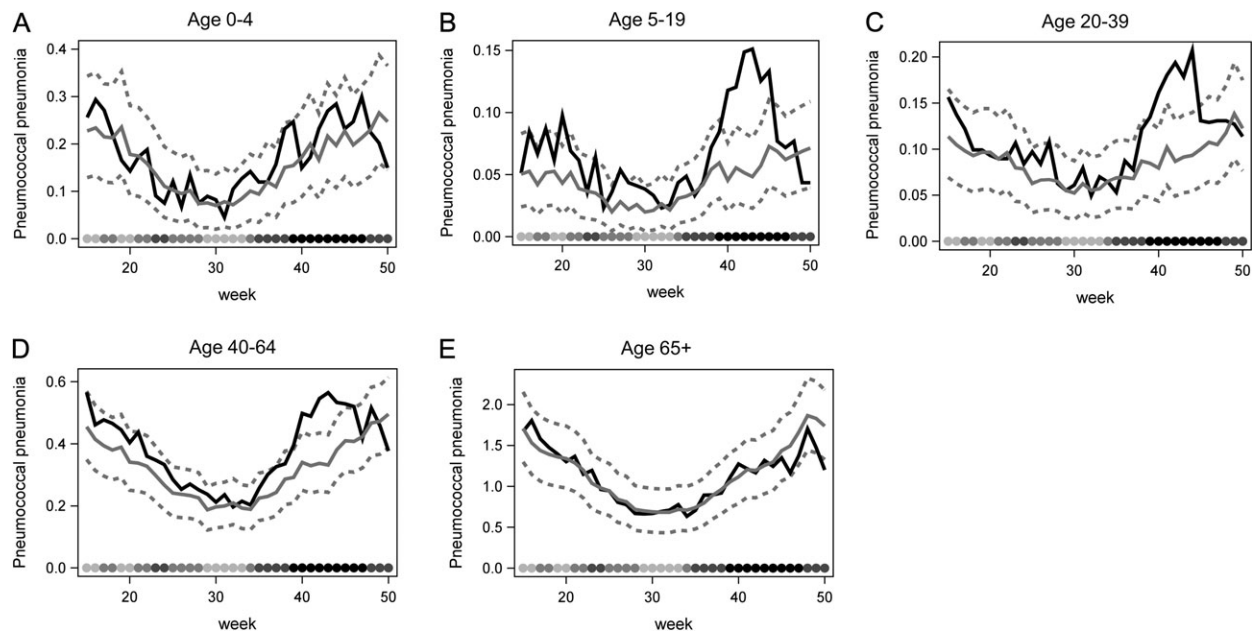 A
Age 0-4
Pneumococcal pneumonia
0.4
0.3
0.2
0.1
0.0
20
30
40
50
week
B
Age 5-19
Pneumococcal pneumonia
0.15
0.10
0.05
0.00
20
30
40
50
week
C
Age 20-39
Pneumococcal pneumonia
0.20
0.15
0.10
0.05
0.00
20
30
40
50
week
D
Age 40-64
Pneumococcal pneumonia
0.6
0.4
0.2
0.0
20
30
40
50
week
E
Age 65+
Pneumococcal pneumonia
2.0
1.5
1.0
0.5
0.0
20
30
40
50
week